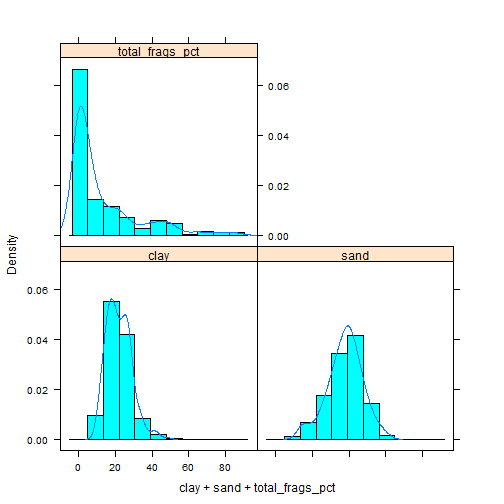 total_frags_pct
0.06
0.04
0.02
0.00
Density
clay
sand
0.06
0.04
0.02
0.00
0 20 40 60 80
clay + sand + total_frags_pct